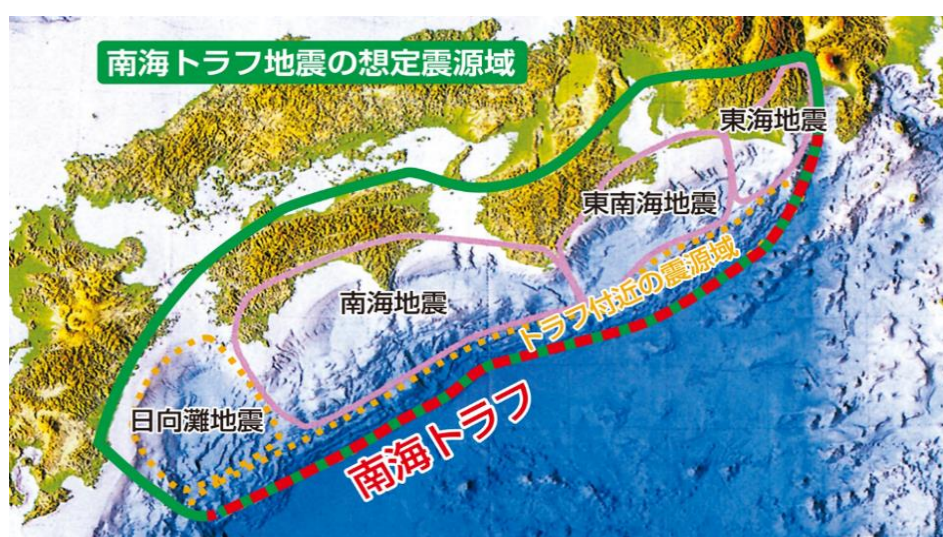 南海トラフ地震の想定震源域
東海地震
東南海地震
トラフ付近の震源域
南海地震
日向灘地震
南海トラフ